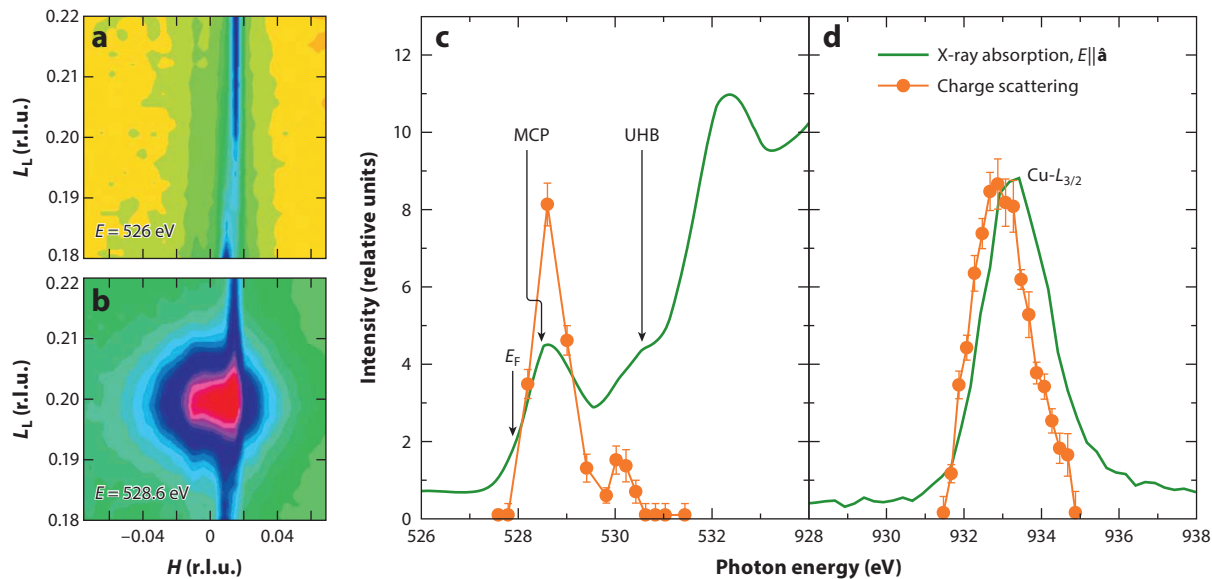 a
0.22
0.21
0.20
0.19
0.18
L_L (r.l.u.)
E = 526 eV
b
0.22
0.21
0.20
0.19
0.18
L_L (r.l.u.)
E = 528.6 eV
−0.04 0 0.04
H (r.l.u.)
c
12
10
8
6
4
2
0
Intensity (relative units)
MCP
UHB
E_F
526 528 530 532 928
d
X-ray absorption, E||â
Charge scattering
Cu-L_3/2
930 932 934 936 938
Photon energy (eV)